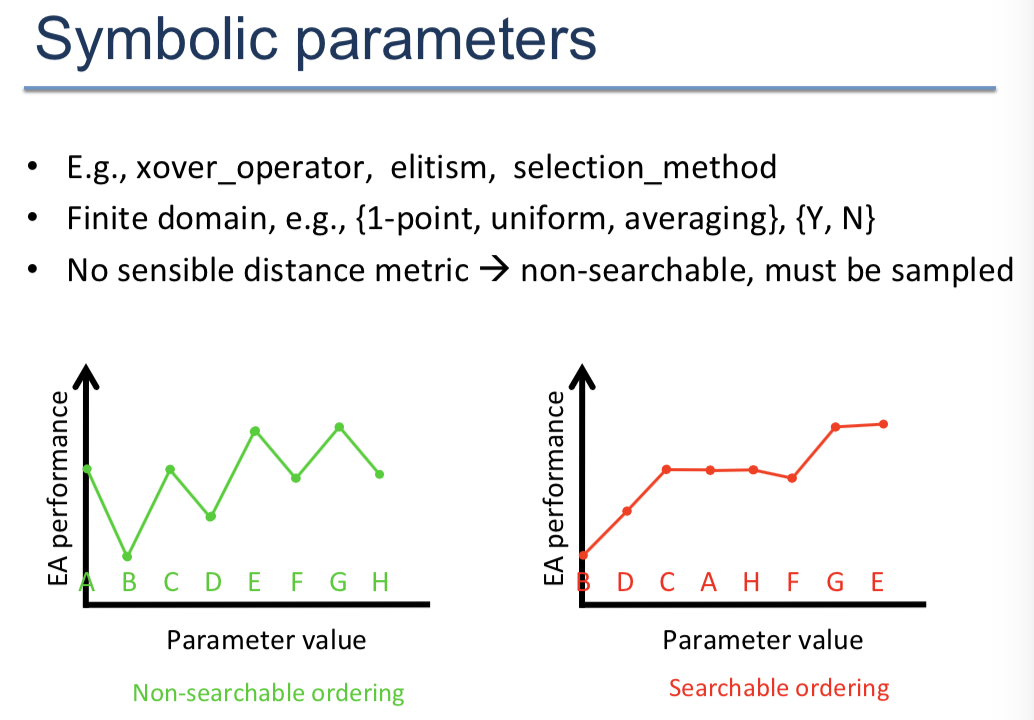 Symbolic parameters
• E.g., xover_operator, elitism, selection_method
• Finite domain, e.g., {1-point, uniform, averaging}, {Y, N}
• No sensible distance metric → non-searchable, must be sampled
EA performance
A B C D E F G H
Parameter value
Non-searchable ordering
EA performance
B D C A H F G E
Parameter value
Searchable ordering